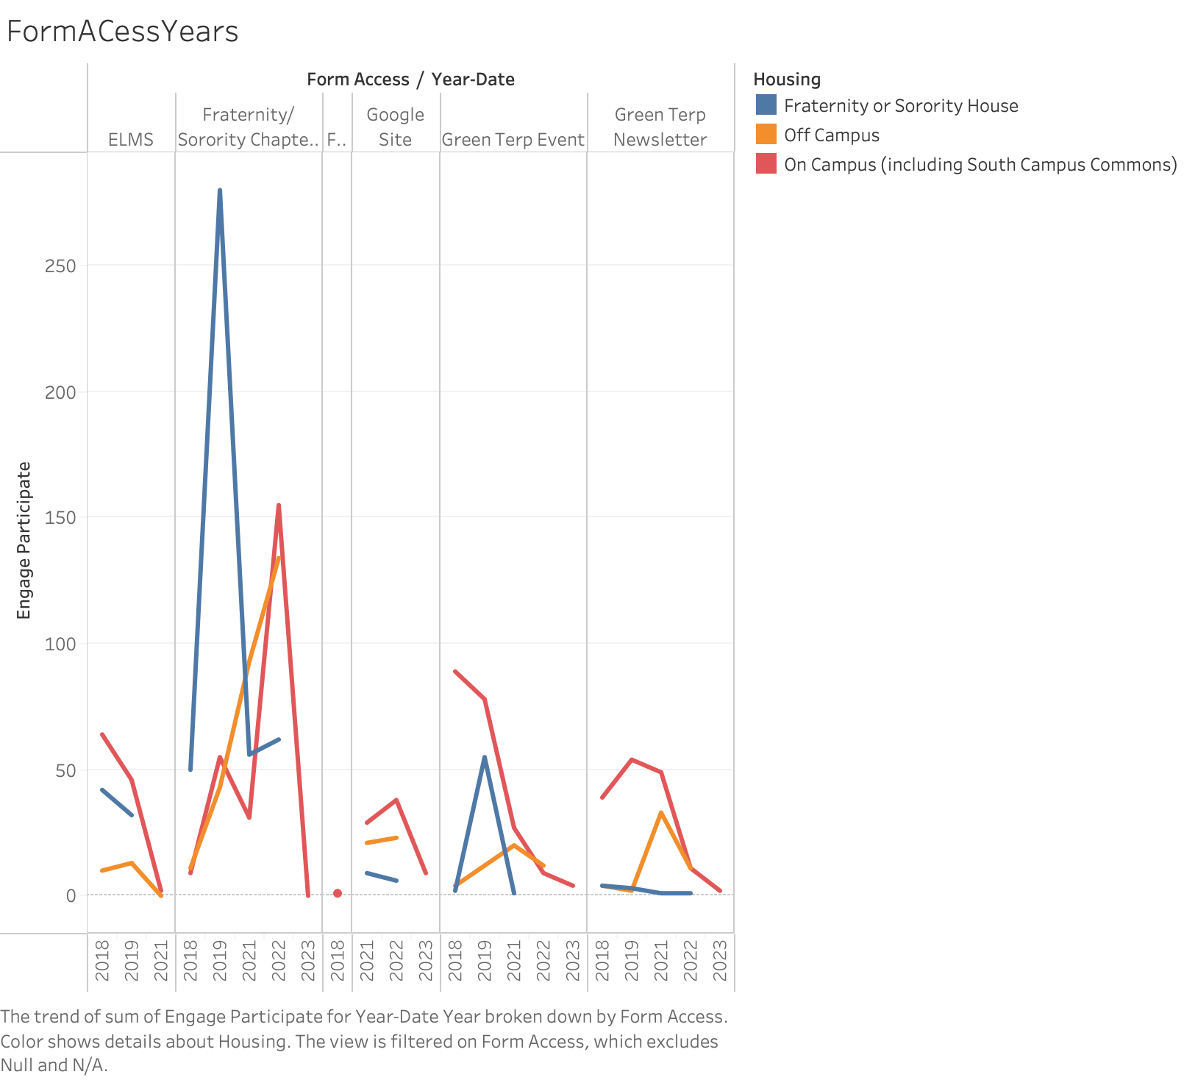 FormACessYears
Form Access / Year-Date
ELMS
Fraternity/
Sorority Chapte..
F..
Google
Site
Green Terp Event
Green Terp
Newsletter
Housing
Fraternity or Sorority House
Off Campus
On Campus (including South Campus Commons)
Engage Participate
250
200
150
100
50
0
2018 2019 2021 2018 2019 2021 2022 2023 2018 2021 2022 2023 2018 2019 2021 2022 2023 2018 2019 2021 2022 2023
The trend of sum of Engage Participate for Year-Date Year broken down by Form Access.
Color shows details about Housing. The view is filtered on Form Access, which excludes
Null and N/A.